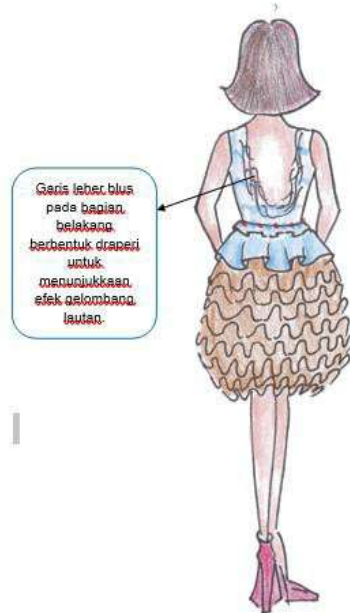 Garis leher blus
pada bagian
belakang
berbentuk draperi
untuk
menunjukkaan
efek gelombang
lautan.